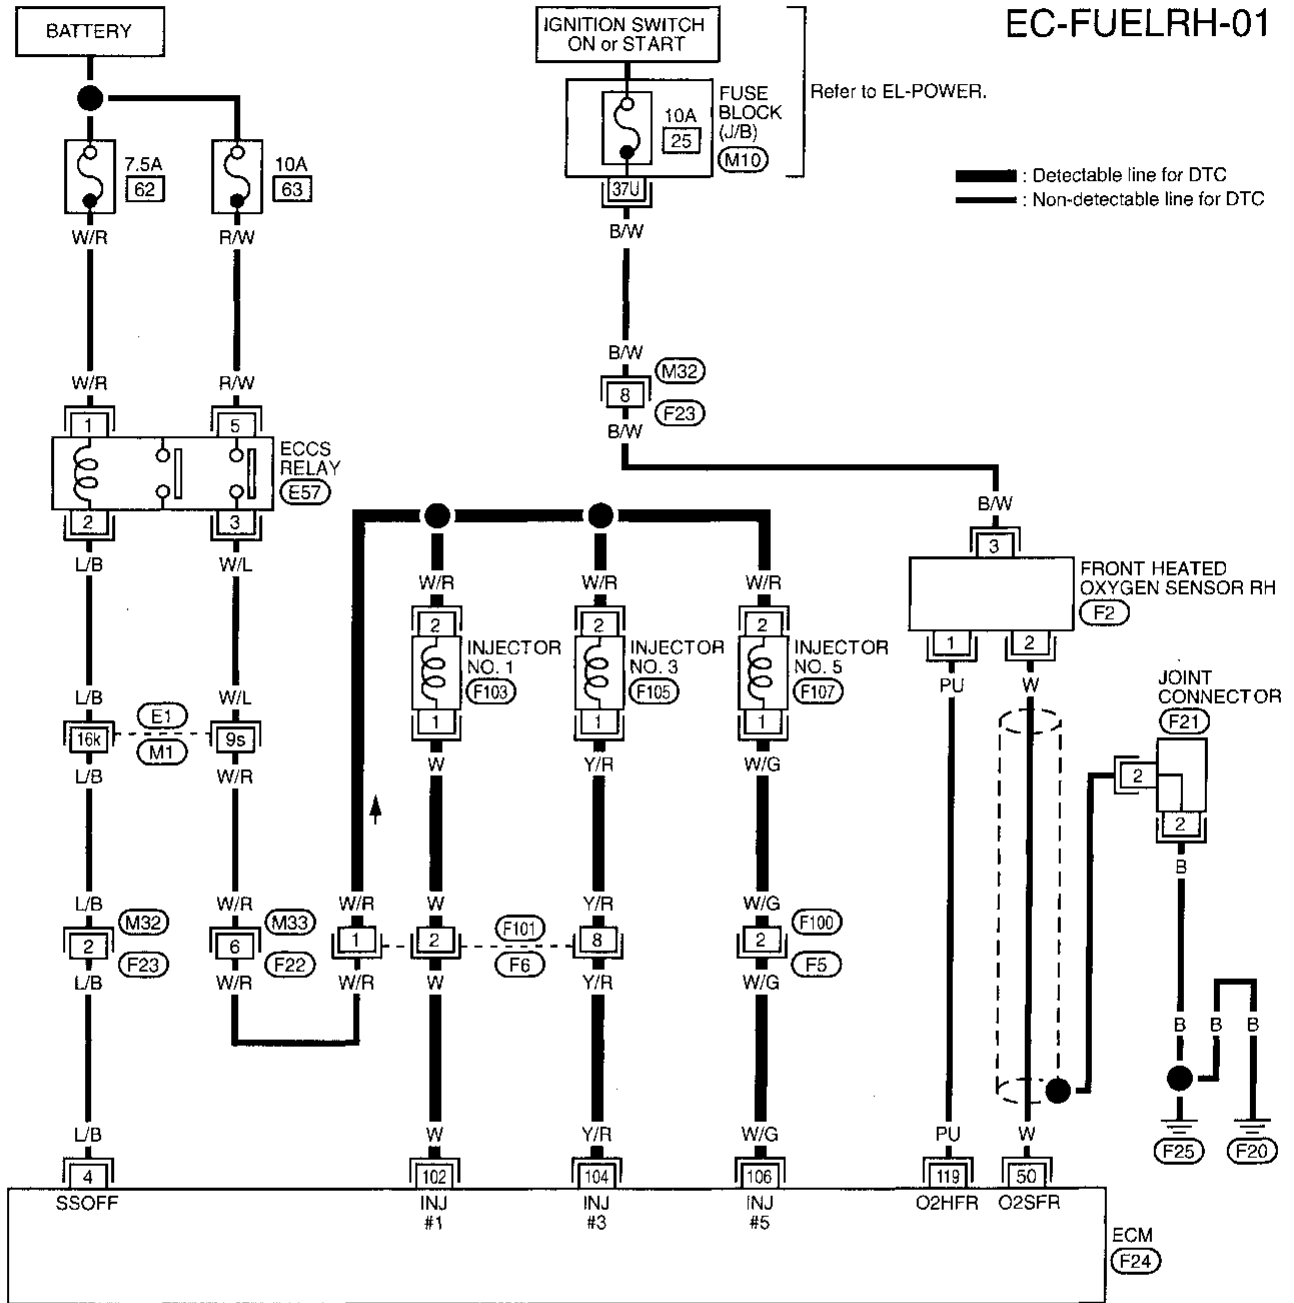 EC-FUELRH-01
BATTERY
IGNITION SWITCH
ON or START
FUSE
BLOCK
(J/B)
M10
10A
25
Refer to EL-POWER.
7.5A
62
10A
63
37U
: Detectable line for DTC
: Non-detectable line for DTC
W/R
R/W
B/W
B/W
M32
8
F23
B/W
W/R
R/W
1
5
ECCS
RELAY
E57
2
3
B/W
3
L/B
W/L
W/R
W/R
W/R
FRONT HEATED
OXYGEN SENSOR RH
F2
2
2
2
1
2
INJECTOR
NO. 1
F103
INJECTOR
NO. 3
F105
INJECTOR
NO. 5
F107
PU
W
JOINT
CONNECTOR
F21
L/B
W/L
1
1
1
16k
E1
M1
9s
L/B
W/R
W
Y/R
W/G
2
2
B
L/B
W/R
W/R
W
Y/R
W/G
2
M32
F23
6
M33
F22
1
2
F101
F6
8
2
F100
F5
L/B
W/R
W/R
W
Y/R
W/G
B
B
B
L/B
W
Y/R
W/G
PU
W
F25
F20
4
102
104
106
119
50
SSOFF
INJ
#1
INJ
#3
INJ
#5
O2HFR
O2SFR
ECM
F24